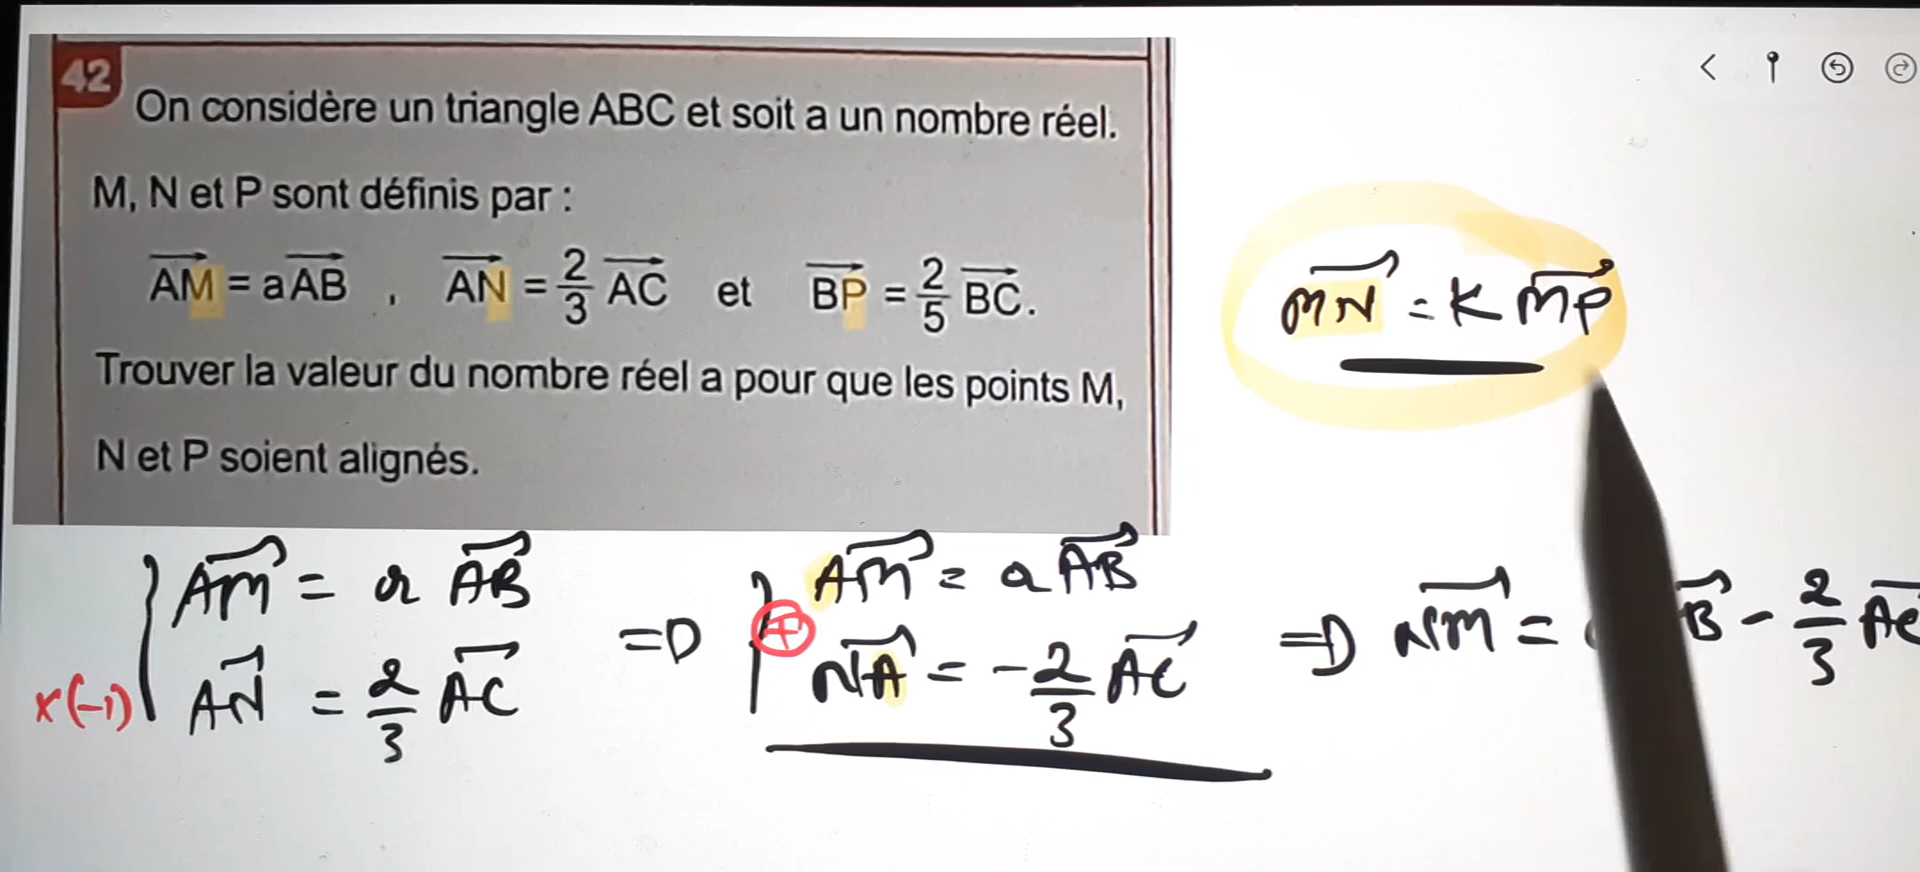 42
On considère un triangle ABC et soit a un nombre réel.
M, N et P sont définis par :
AM = aAB , AN = 2/3 AC et BP = 2/5 BC.
Trouver la valeur du nombre réel a pour que les points M,
N et P soient alignés.
MN = K MP
AM = a AB
x(-1) AN = 2/3 AC
=> AM = a AB
+ NA = -2/3 AC
=> NM = B - 2/3 AC